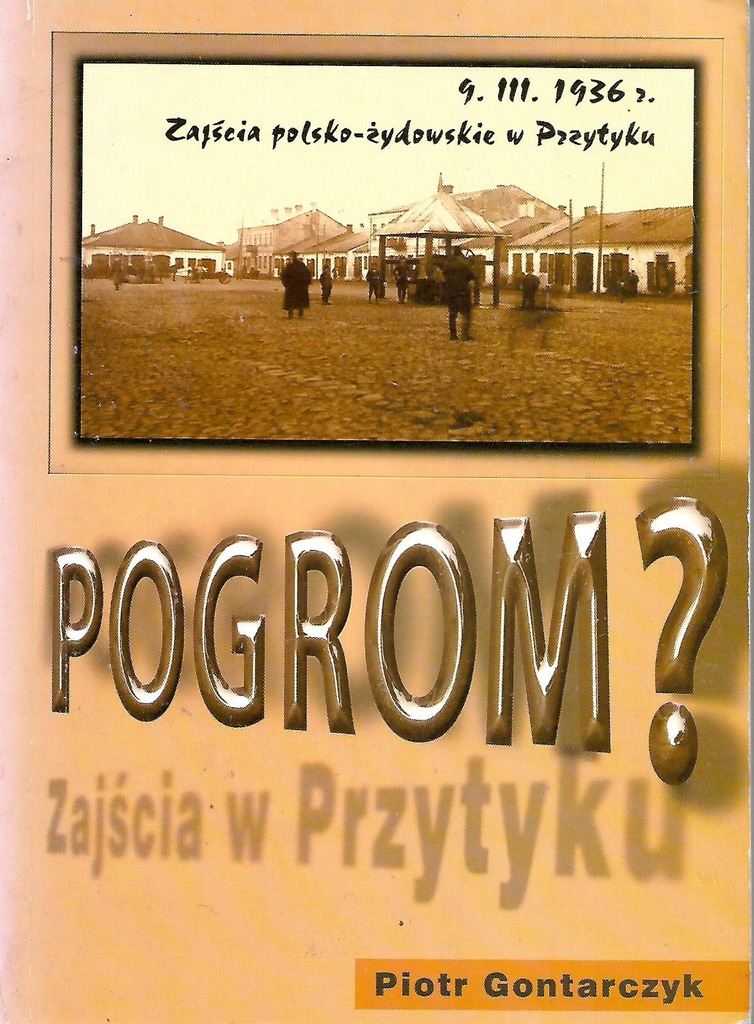 9. III. 1936 r.
Zajścia polsko-żydowskie w Przytyku
POGROM?
Zajścia w Przytyku
Piotr Gontarczyk